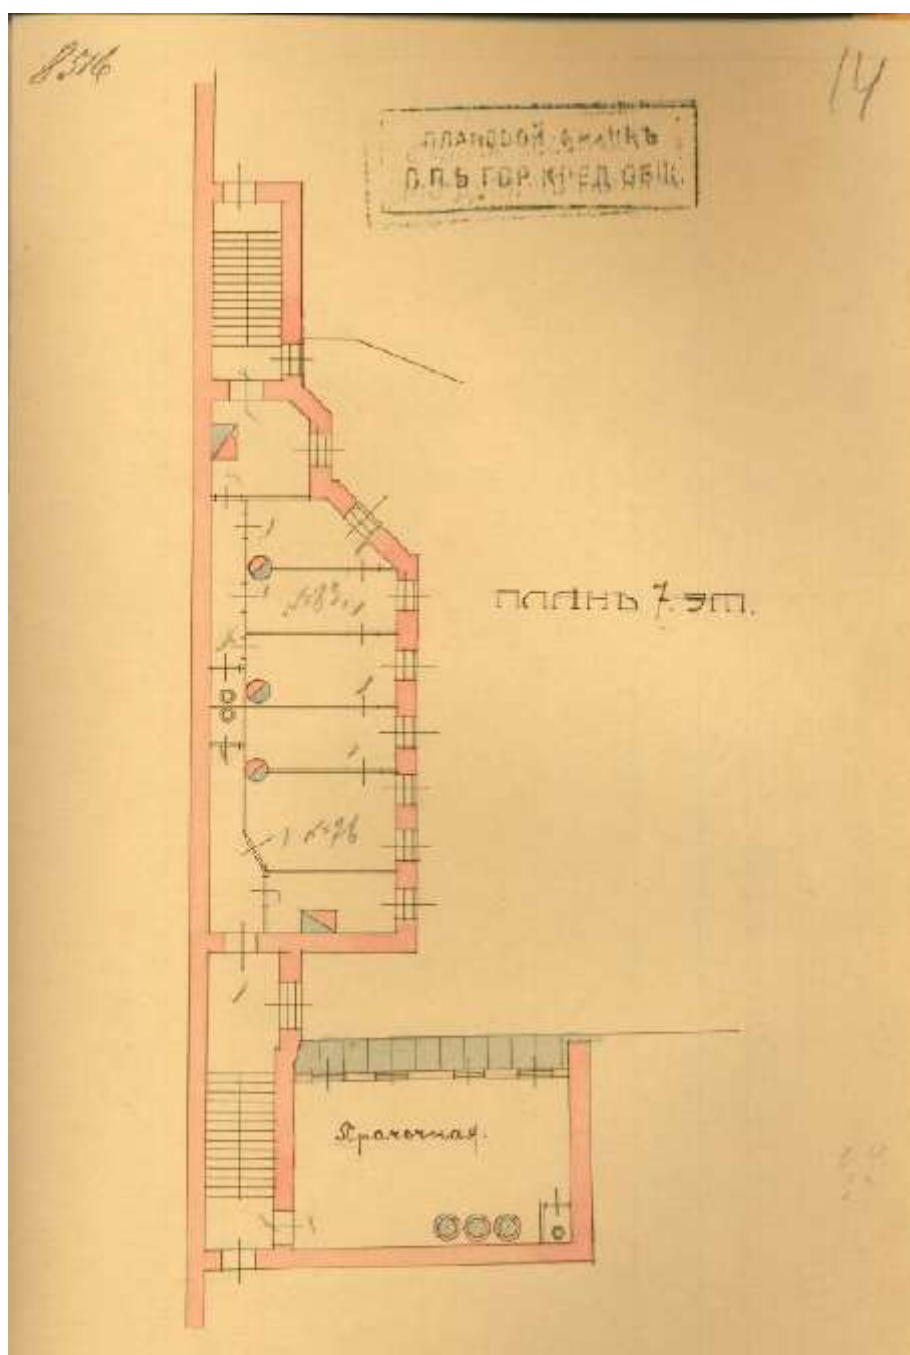 8516
14
ПЛАНОВОЙ БЛАНКЪ
С.П.Б ГОР. КРЕД. ОБЩ.
ПЛАНЪ 7. ЭТ.
Прачечная.